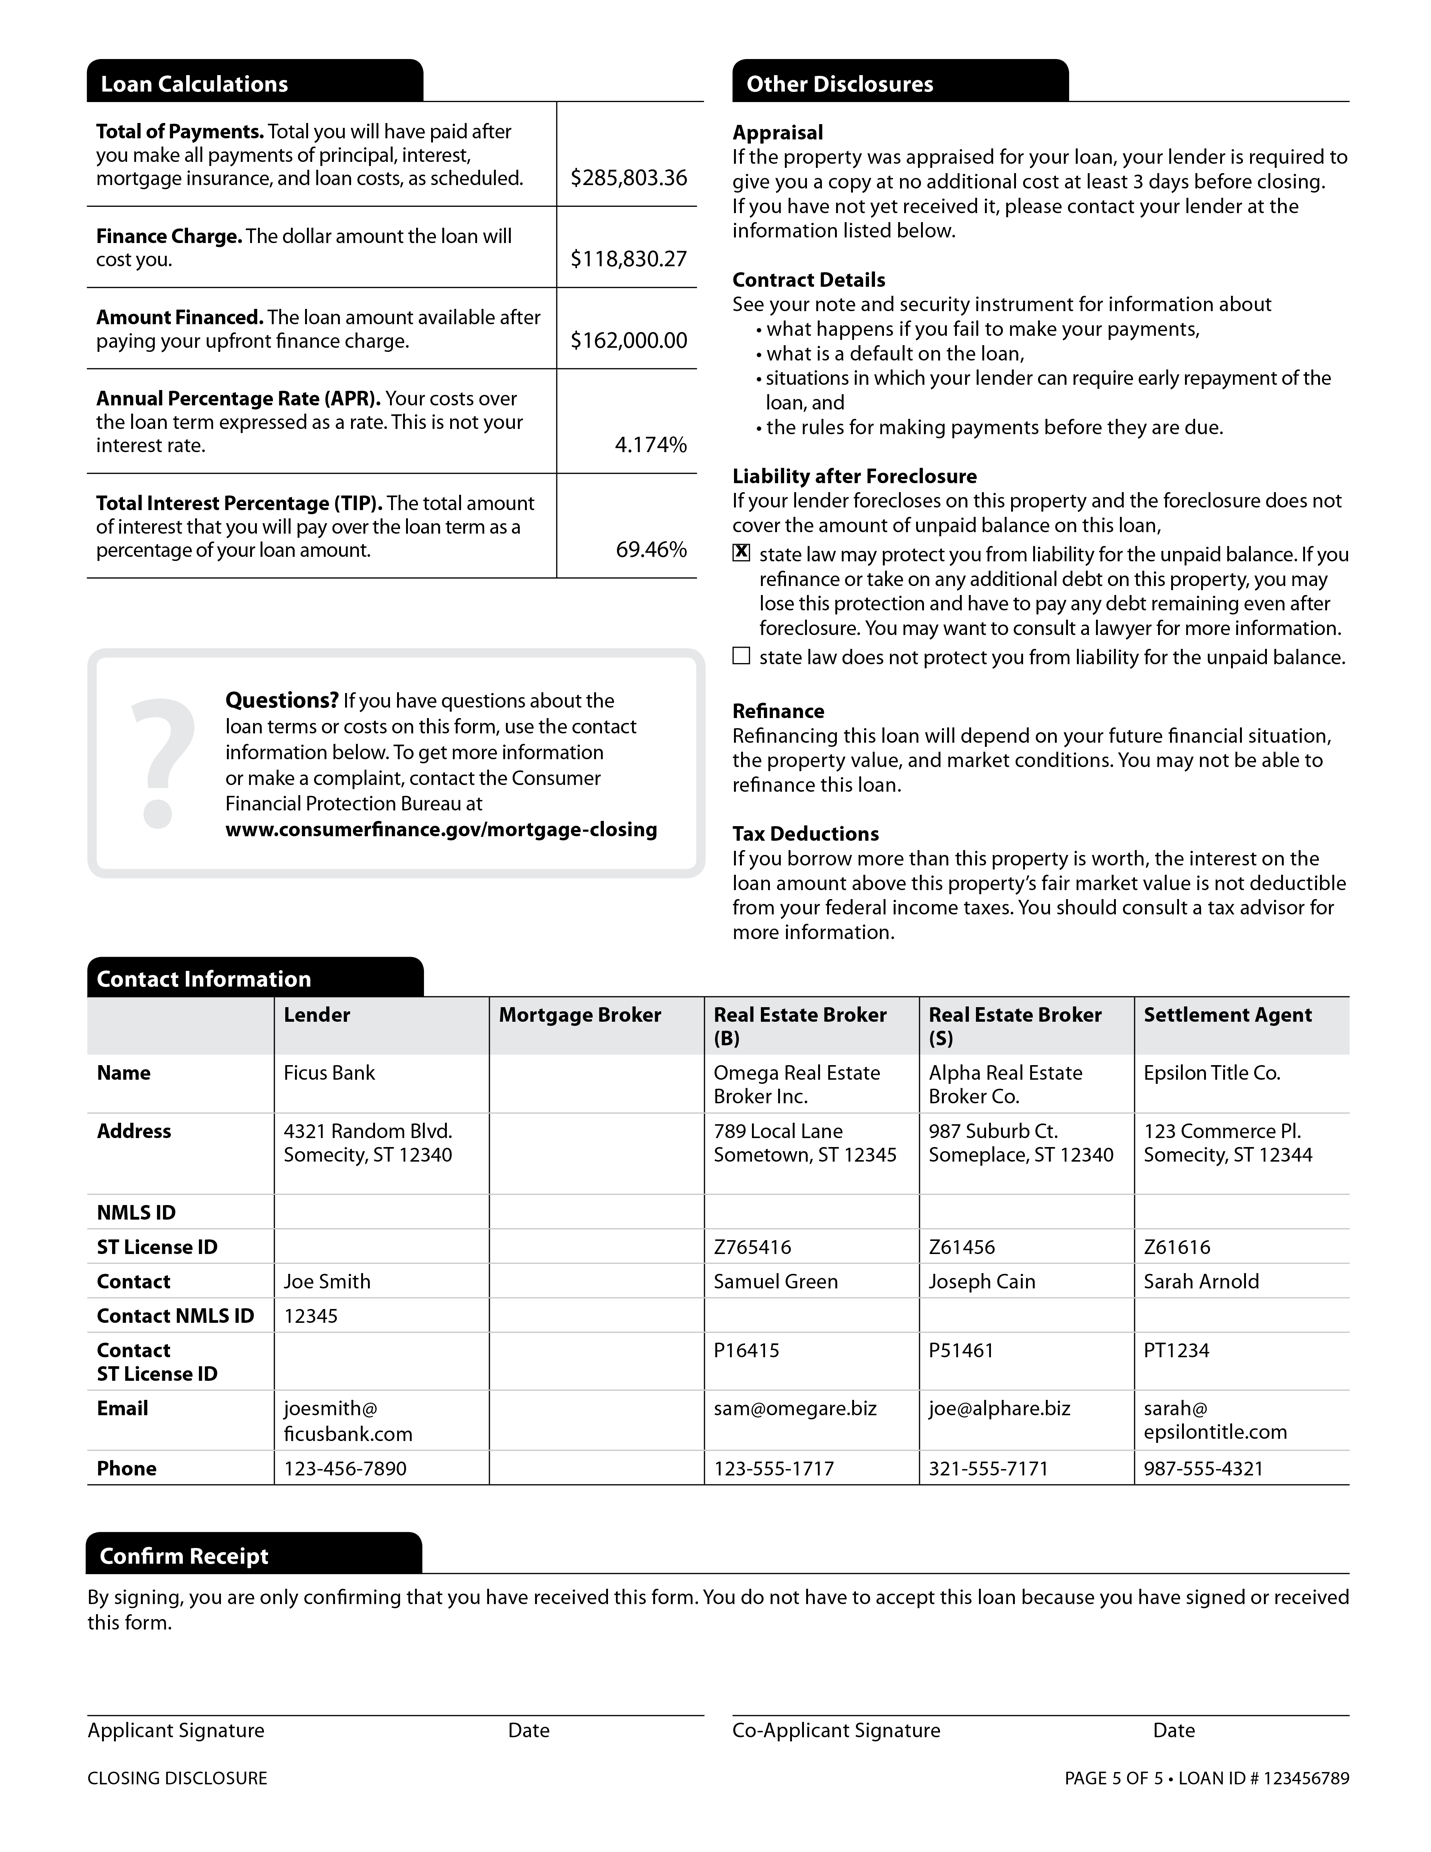 Loan Calculations
Total of Payments. Total you will have paid after
you make all payments of principal, interest,
mortgage insurance, and loan costs, as scheduled.
$285,803.36
Finance Charge. The dollar amount the loan will
cost you.
$118,830.27
Amount Financed. The loan amount available after
paying your upfront finance charge.
$162,000.00
Annual Percentage Rate (APR). Your costs over
the loan term expressed as a rate. This is not your
interest rate.
4.174%
Total Interest Percentage (TIP). The total amount
of interest that you will pay over the loan term as a
percentage of your loan amount.
69.46%
?
Questions? If you have questions about the
loan terms or costs on this form, use the contact
information below. To get more information
or make a complaint, contact the Consumer
Financial Protection Bureau at
www.consumerfinance.gov/mortgage-closing
Other Disclosures
Appraisal
If the property was appraised for your loan, your lender is required to
give you a copy at no additional cost at least 3 days before closing.
If you have not yet received it, please contact your lender at the
information listed below.
Contract Details
See your note and security instrument for information about
• what happens if you fail to make your payments,
• what is a default on the loan,
• situations in which your lender can require early repayment of the
loan, and
• the rules for making payments before they are due.
Liability after Foreclosure
If your lender forecloses on this property and the foreclosure does not
cover the amount of unpaid balance on this loan,
x state law may protect you from liability for the unpaid balance. If you
refinance or take on any additional debt on this property, you may
lose this protection and have to pay any debt remaining even after
foreclosure. You may want to consult a lawyer for more information.
state law does not protect you from liability for the unpaid balance.
Refinance
Refinancing this loan will depend on your future financial situation,
the property value, and market conditions. You may not be able to
refinance this loan.
Tax Deductions
If you borrow more than this property is worth, the interest on the
loan amount above this property's fair market value is not deductible
from your federal income taxes. You should consult a tax advisor for
more information.
Contact Information
Lender Mortgage Broker Real Estate Broker Real Estate Broker Settlement Agent
(B) (S)
Name Ficus Bank Omega Real Estate Alpha Real Estate Epsilon Title Co.
Broker Inc. Broker Co.
Address 4321 Random Blvd. 789 Local Lane 987 Suburb Ct. 123 Commerce Pl.
Somecity, ST 12340 Sometown, ST 12345 Someplace, ST 12340 Somecity, ST 12344
NMLS ID
ST License ID Z765416 Z61456 Z61616
Contact Joe Smith Samuel Green Joseph Cain Sarah Arnold
Contact NMLS ID 12345
Contact P16415 P51461 PT1234
ST License ID
Email joesmith@ sam@omegare.biz joe@alphare.biz sarah@
ficusbank.com epsilontitle.com
Phone 123-456-7890 123-555-1717 321-555-7171 987-555-4321
Confirm Receipt
By signing, you are only confirming that you have received this form. You do not have to accept this loan because you have signed or received
this form.
Applicant Signature Date Co-Applicant Signature Date
CLOSING DISCLOSURE PAGE 5 OF 5 • LOAN ID # 123456789